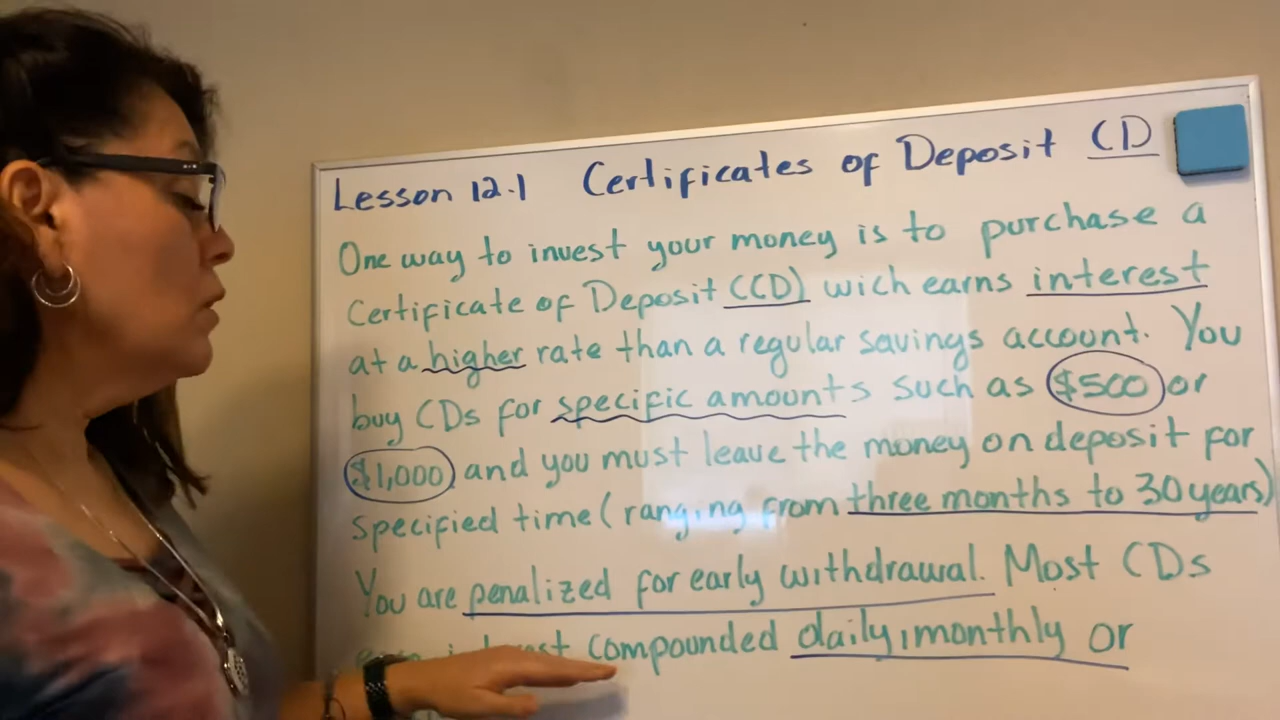 Lesson 12.1 Certificates of Deposit CD
One way to invest your money is to purchase a
Certificate of Deposit (CD) wich earns interest
at a higher rate than a regular savings account. You
buy CDs for specific amounts such as $500 or
$1,000 and you must leave the money on deposit for
specified time (ranging from three months to 30 years)
You are penalized for early withdrawal. Most CDs
compounded daily, monthly or